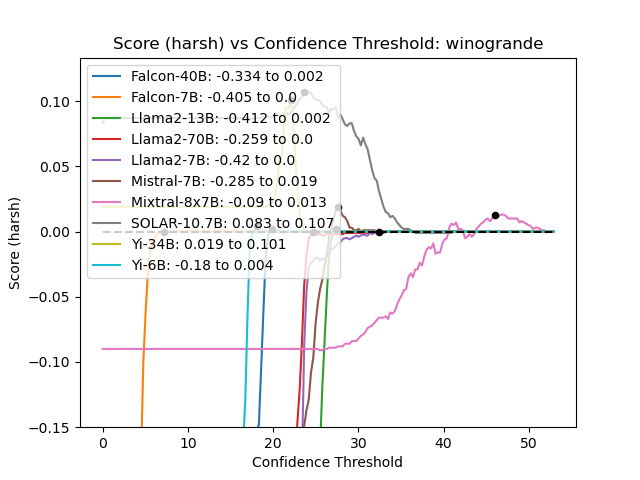 Score (harsh) vs Confidence Threshold: winogrande
Score (harsh)
0.10
0.05
0.00
−0.05
−0.10
−0.15
Falcon-40B: -0.334 to 0.002
Falcon-7B: -0.405 to 0.0
Llama2-13B: -0.412 to 0.002
Llama2-70B: -0.259 to 0.0
Llama2-7B: -0.42 to 0.0
Mistral-7B: -0.285 to 0.019
Mixtral-8x7B: -0.09 to 0.013
SOLAR-10.7B: 0.083 to 0.107
Yi-34B: 0.019 to 0.101
Yi-6B: -0.18 to 0.004
0 10 20 30 40 50
Confidence Threshold